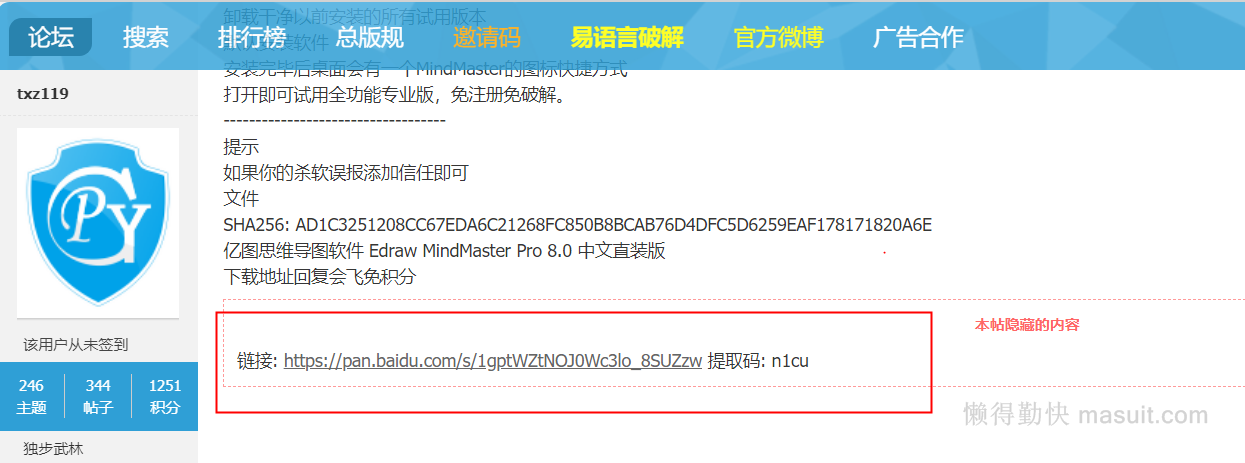 卸载干净以前安装的所有试用版本
论坛 搜索 排行榜 总版规 邀请码 易语言破解 官方微博 广告合作
安装完毕后桌面会有一个MindMaster的图标快捷方式
txz119
打开即可试用全功能专业版，免注册免破解。
-----------------------------------
提示
如果你的杀软误报添加信任即可
文件
SHA256: AD1C3251208CC67EDA6C21268FC850B8BCAB76D4DFC5D6259EAF178171820A6E
亿图思维导图软件 Edraw MindMaster Pro 8.0 中文直装版
下载地址回复会飞免积分
本帖隐藏的内容
链接: https://pan.baidu.com/s/1gptWZtNOJ0Wc3lo_8SUZzw 提取码: n1cu
PYG
该用户从未签到
246 344 1251
主题 帖子 积分
独步武林
懒得勤快 masuit.com